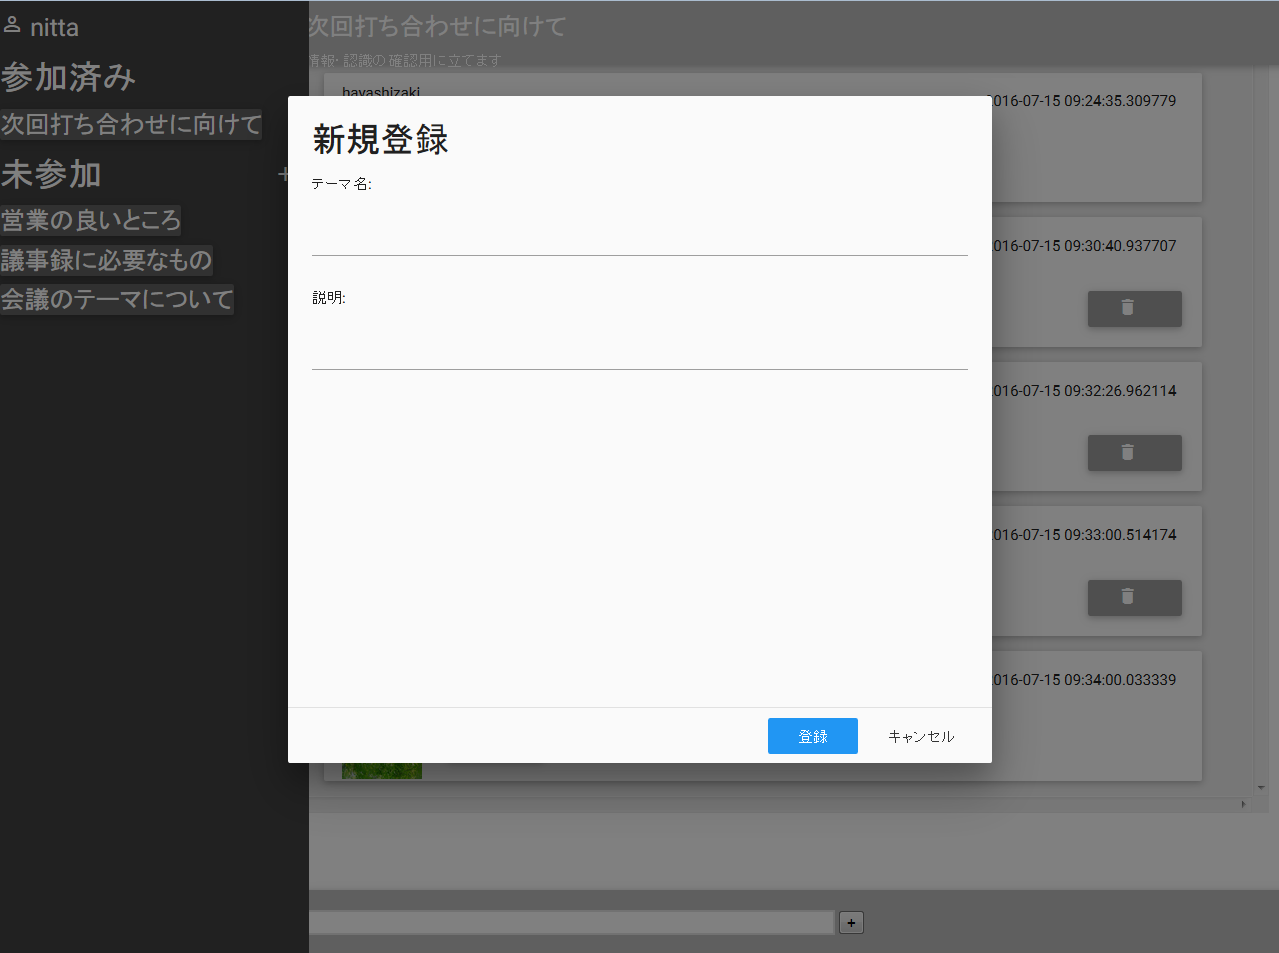 nitta
参加済み
次回打ち合わせに向けて
未参加
+
営業の良いところ
議事録に必要なもの
会議のテーマについて
次回打ち合わせに向けて
情報・認識の確認用に立てます
hayashizaki
2016-07-15 09:24:35.309779
2016-07-15 09:30:40.937707
2016-07-15 09:32:26.962114
2016-07-15 09:33:00.514174
2016-07-15 09:34:00.033339
新規登録
テーマ名:
説明:
登録
キャンセル
+